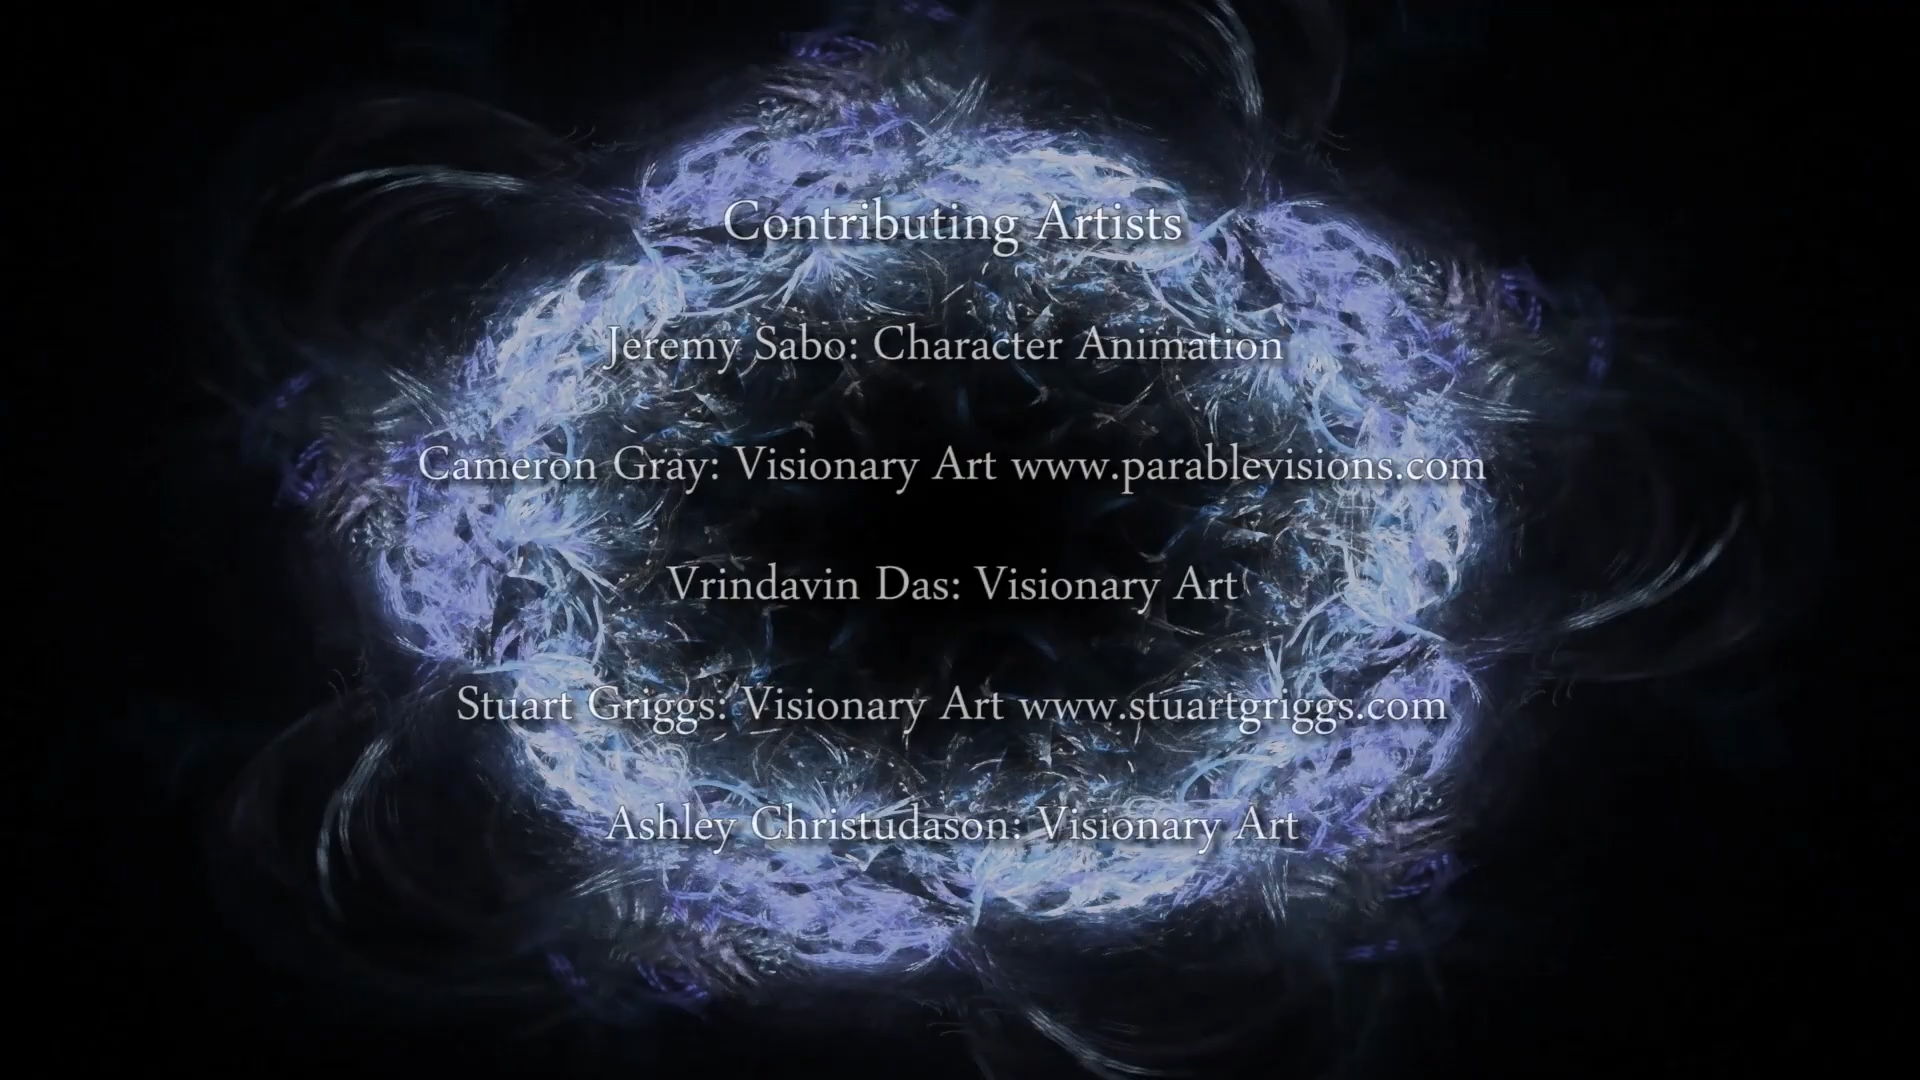 Contributing Artists
Jeremy Sabo: Character Animation
Cameron Gray: Visionary Art www.parablevisions.com
Vrindavin Das: Visionary Art
Stuart Griggs: Visionary Art www.stuartgriggs.com
Ashley Christudason: Visionary Art